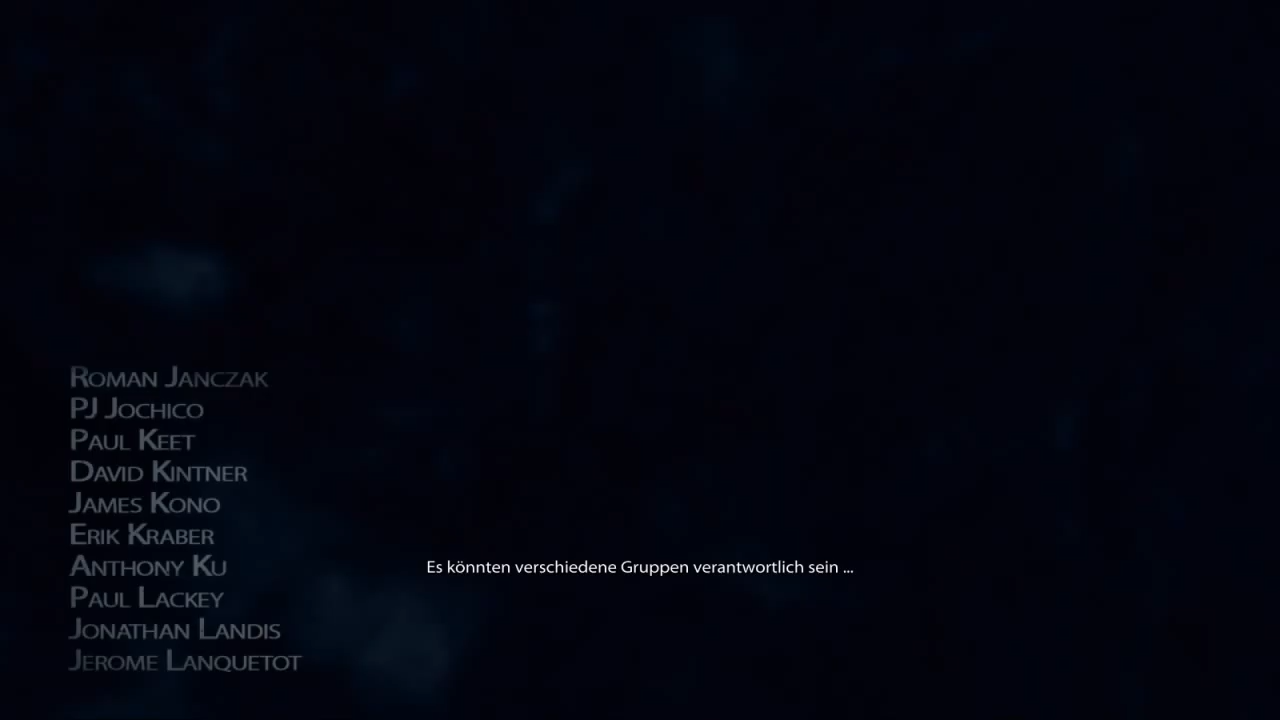 Roman Janczak
PJ Jochico
Paul Keet
David Kintner
James Kono
Erik Kraber
Anthony Ku
Paul Lackey
Jonathan Landis
Jerome Lanquetot
Es könnten verschiedene Gruppen verantwortlich sein ...